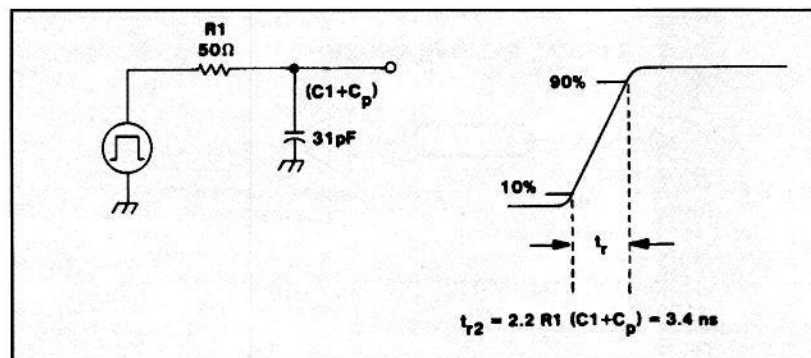 R1
50Ω
(C1+Cp)
31pF
90%
10%
tr
tr2 = 2.2 R1 (C1+Cp) = 3.4 ns